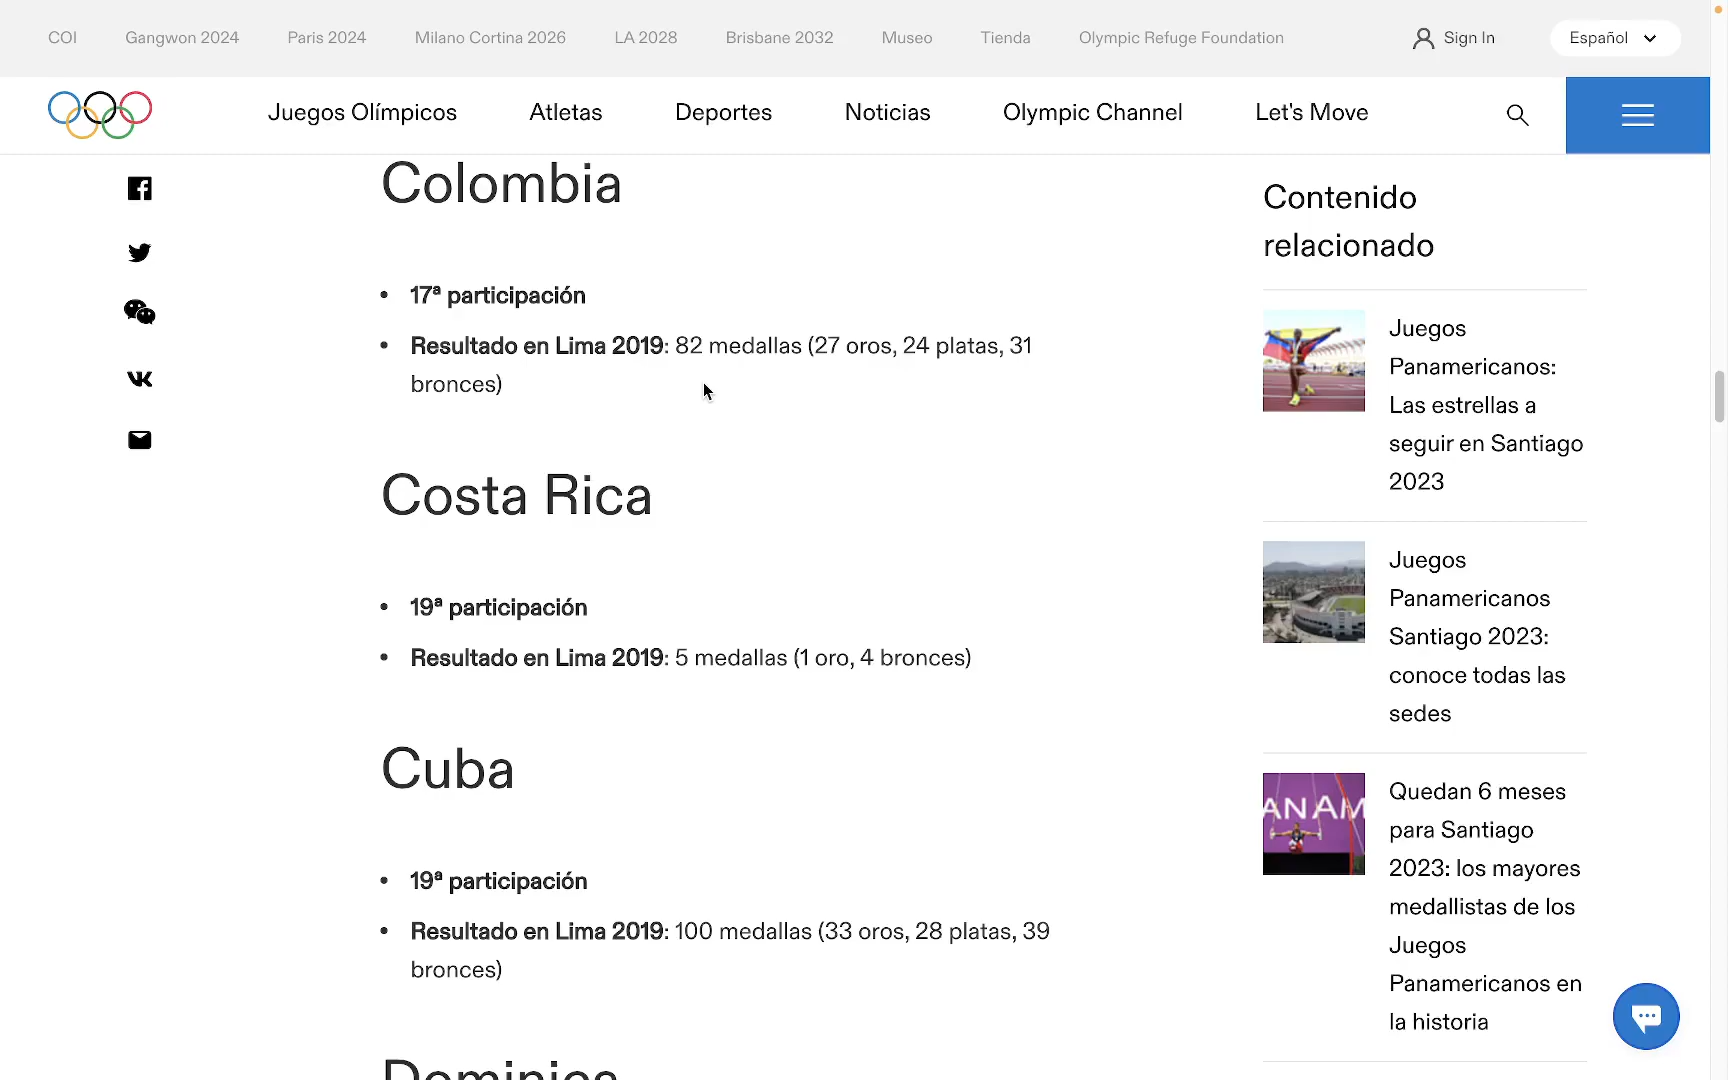 COI Gangwon 2024 Paris 2024 Milano Cortina 2026 LA 2028 Brisbane 2032 Museo Tienda Olympic Refuge Foundation Sign In Español
Juegos Olímpicos Atletas Deportes Noticias Olympic Channel Let's Move
Colombia
• 17ª participación
• Resultado en Lima 2019: 82 medallas (27 oros, 24 platas, 31
bronces)
Costa Rica
• 19ª participación
• Resultado en Lima 2019: 5 medallas (1 oro, 4 bronces)
Cuba
• 19ª participación
• Resultado en Lima 2019: 100 medallas (33 oros, 28 platas, 39
bronces)
Dominica
Contenido
relacionado
Juegos
Panamericanos:
Las estrellas a
seguir en Santiago
2023
Juegos
Panamericanos
Santiago 2023:
conoce todas las
sedes
ANAM
Quedan 6 meses
para Santiago
2023: los mayores
medallistas de los
Juegos
Panamericanos en
la historia